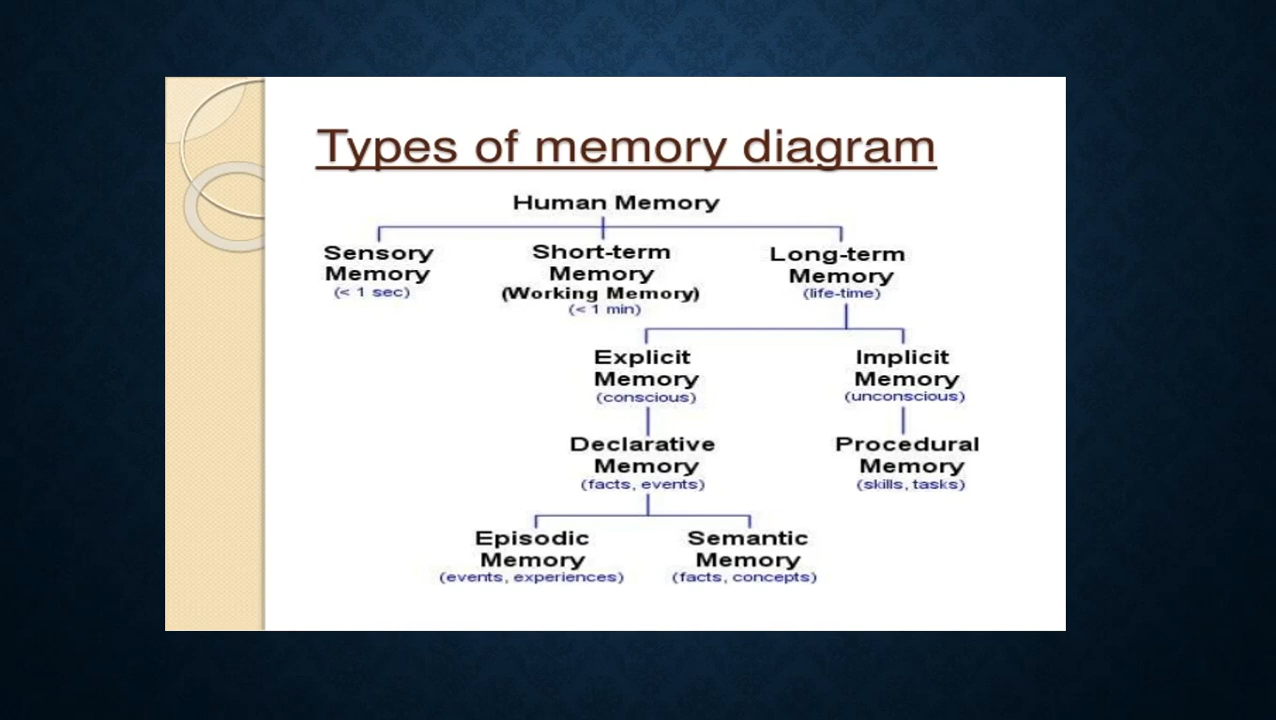 Types of memory diagram
Human Memory
Sensory
Memory
(< 1 sec)
Short-term
Memory
(Working Memory)
(< 1 min)
Long-term
Memory
(life-time)
Explicit
Memory
(conscious)
Implicit
Memory
(unconscious)
Declarative
Memory
(facts, events)
Procedural
Memory
(skills, tasks)
Episodic
Memory
(events, experiences)
Semantic
Memory
(facts, concepts)